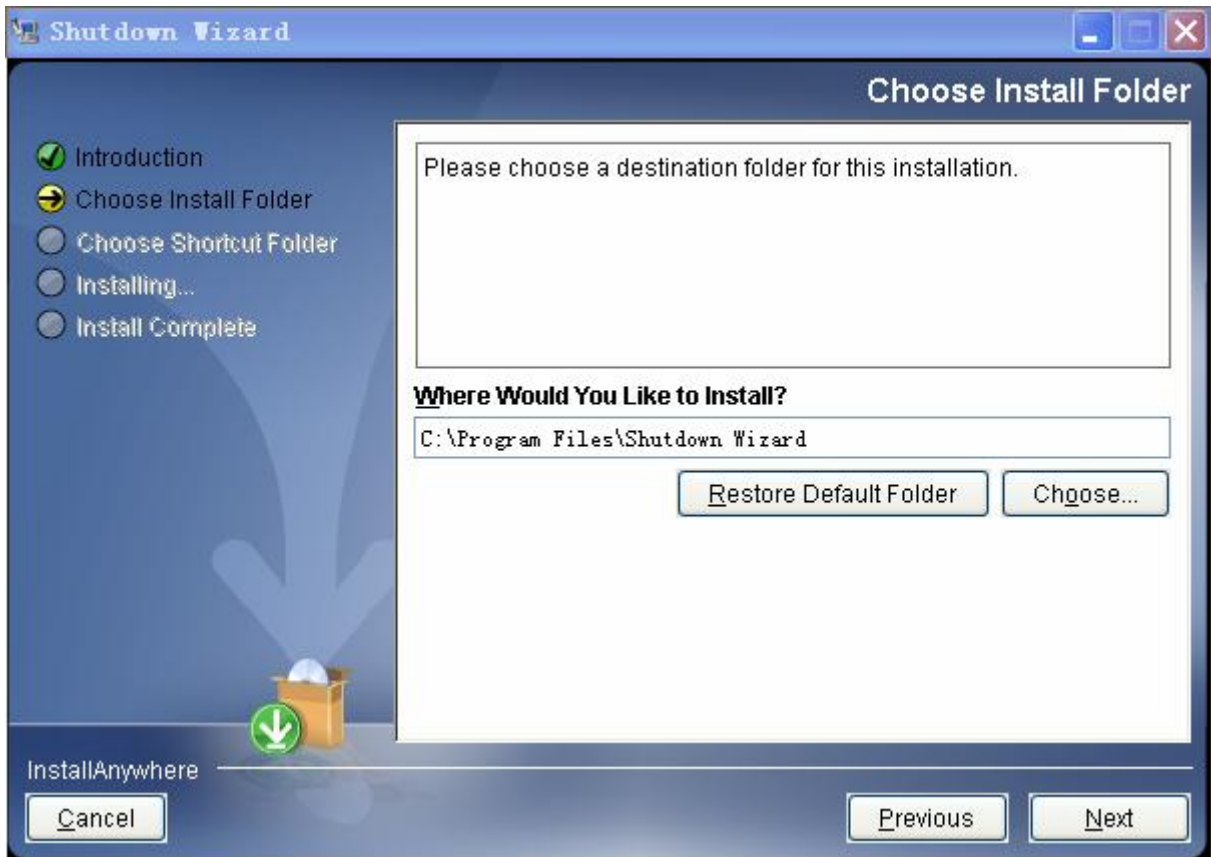 Shutdown Wizard
Choose Install Folder
Introduction
Choose Install Folder
Choose Shortcut Folder
Installing...
Install Complete
Please choose a destination folder for this installation.
Where Would You Like to Install?
C:\Program Files\Shutdown Wizard
Restore Default Folder
Choose...
InstallAnywhere
Cancel
Previous
Next